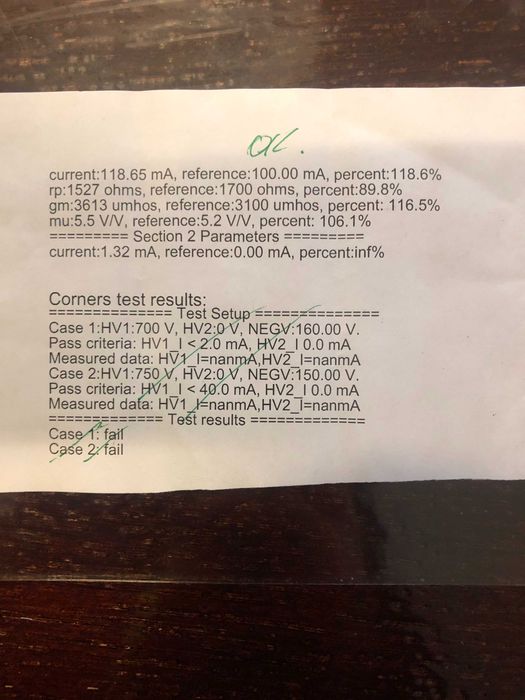 OK.
current:118.65 mA, reference:100.00 mA, percent:118.6%
rp:1527 ohms, reference:1700 ohms, percent:89.8%
gm:3613 umhos, reference:3100 umhos, percent: 116.5%
mu:5.5 V/V, reference:5.2 V/V, percent: 106.1%
========= Section 2 Parameters =========
current:1.32 mA, reference:0.00 mA, percent:inf%
Corners test results:
============== Test Setup ==============
Case 1:HV1:700 V, HV2:0 V, NEGV:160.00 V.
Pass criteria: HV1_I < 2.0 mA, HV2_I 0.0 mA
Measured data: HV1_I=nanmA,HV2_I=nanmA
Case 2:HV1:750 V, HV2:0 V, NEGV:150.00 V.
Pass criteria: HV1_I < 40.0 mA, HV2_I 0.0 mA
Measured data: HV1_I=nanmA,HV2_I=nanmA
============= Test results =============
Case 1: fail
Case 2: fail